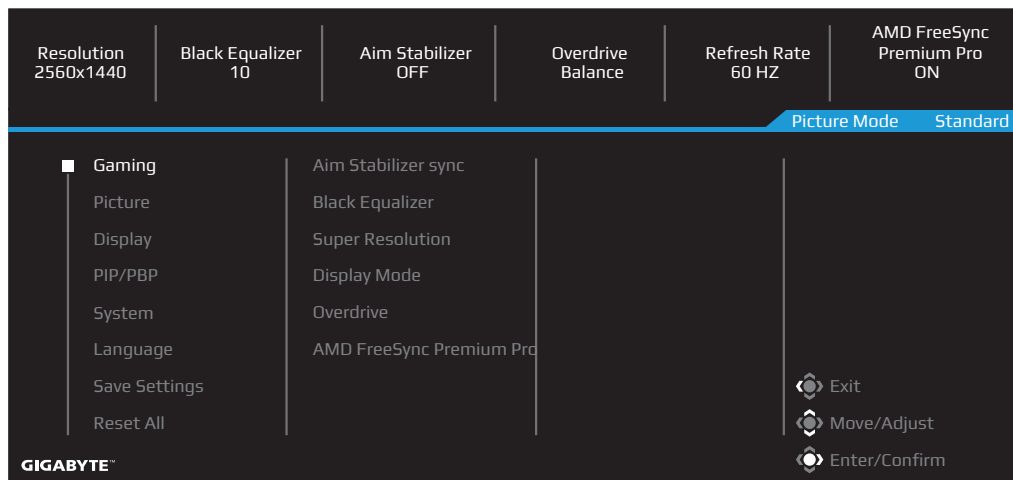 Resolution
2560x1440
Black Equalizer
10
Aim Stabilizer
OFF
Overdrive
Balance
Refresh Rate
60 HZ
AMD FreeSync
Premium Pro
ON
Picture Mode Standard
Gaming
Picture
Display
PIP/PBP
System
Language
Save Settings
Reset All
Aim Stabilizer sync
Black Equalizer
Super Resolution
Display Mode
Overdrive
AMD FreeSync Premium Pro
Exit
Move/Adjust
Enter/Confirm
GIGABYTE™